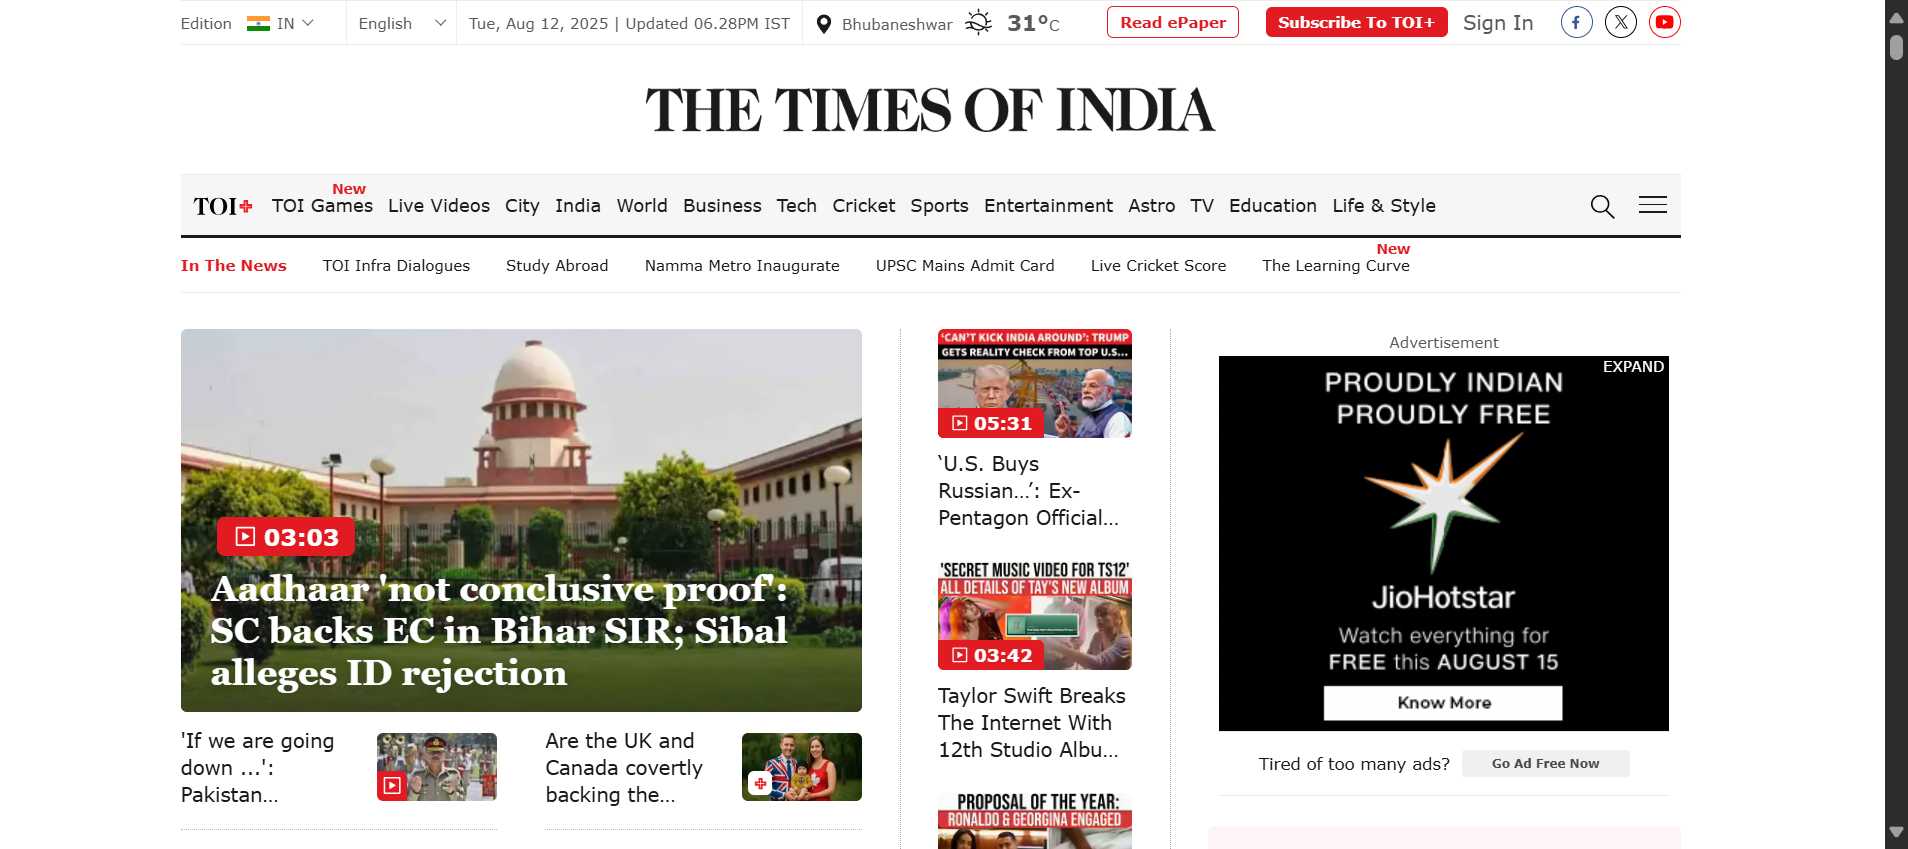 Edition IN English Tue, Aug 12, 2025 | Updated 06.28PM IST Bhubaneshwar 31°C Read ePaper Subscribe To TOI+ Sign In
THE TIMES OF INDIA
New
TOI+ TOI Games Live Videos City India World Business Tech Cricket Sports Entertainment Astro TV Education Life & Style
New
In The News TOI Infra Dialogues Study Abroad Namma Metro Inaugurate UPSC Mains Admit Card Live Cricket Score The Learning Curve
03:03
Aadhaar 'not conclusive proof':
SC backs EC in Bihar SIR; Sibal
alleges ID rejection
'If we are going
down ...':
Pakistan...
Are the UK and
Canada covertly
backing the...
'CAN'T KICK INDIA AROUND': TRUMP
GETS REALITY CHECK FROM TOP U.S...
05:31
‘U.S. Buys
Russian…’: Ex-
Pentagon Official...
'SECRET MUSIC VIDEO FOR TS12'
ALL DETAILS OF TAY'S NEW ALBUM
03:42
Taylor Swift Breaks
The Internet With
12th Studio Albu...
PROPOSAL OF THE YEAR:
RONALDO & GEORGINA ENGAGED
Advertisement
EXPAND
PROUDLY INDIAN
PROUDLY FREE
JioHotstar
Watch everything for
FREE this AUGUST 15
Know More
Tired of too many ads? Go Ad Free Now